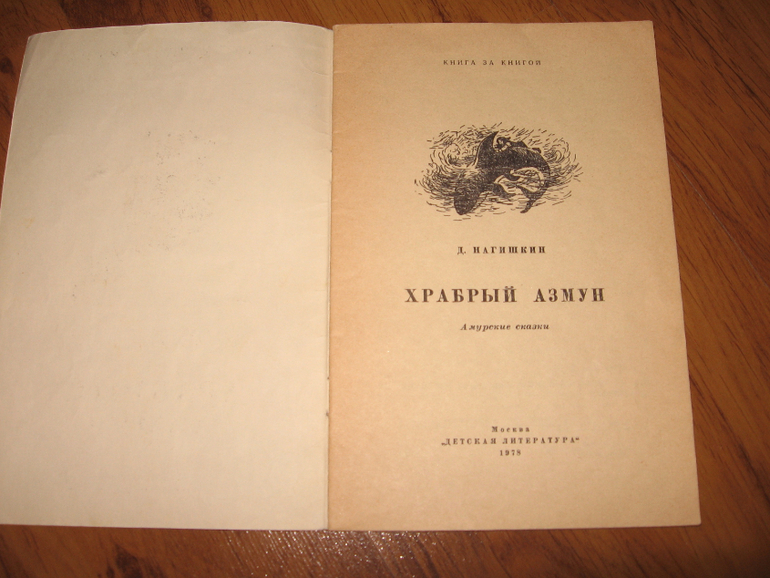 КНИГА ЗА КНИГОЙ
Д. НАГИШКИН
ХРАБРЫЙ АЗМУН
Амурские сказки
Москва
„ДЕТСКАЯ ЛИТЕРАТУРА“
1978